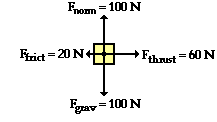 Fnorm = 100 N
Ffrict = 20 N
Fthrust = 60 N
Fgrav = 100 N